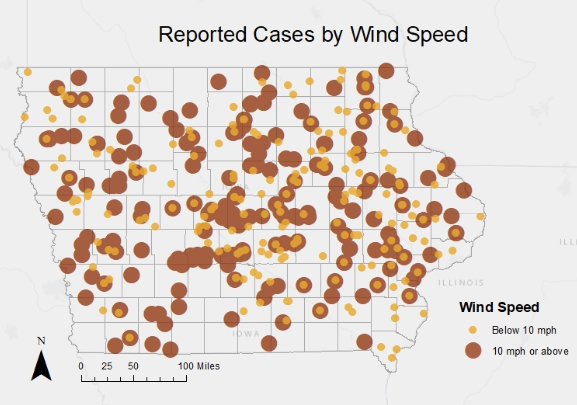 Reported Cases by Wind Speed
ILLINOIS
IOWA
N
0 25 50 100 Miles
Wind Speed
Below 10 mph
10 mph or above